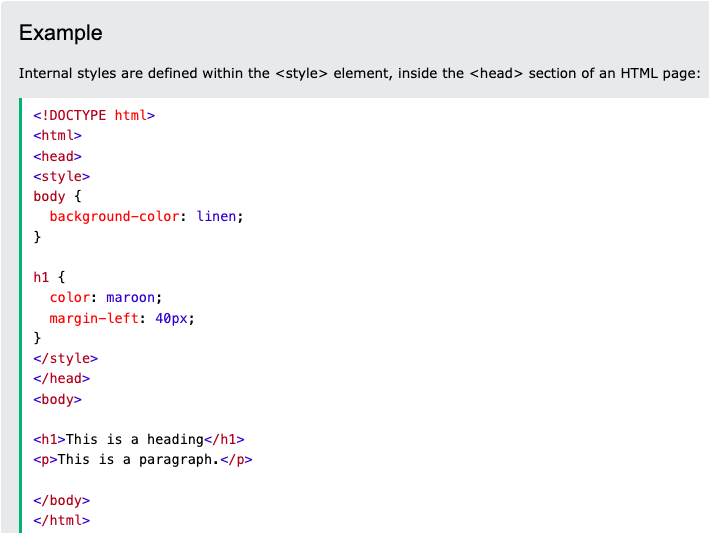 Example
Internal styles are defined within the <style> element, inside the <head> section of an HTML page:
<!DOCTYPE html>
<html>
<head>
<style>
body {
  background-color: linen;
}

h1 {
  color: maroon;
  margin-left: 40px;
}
</style>
</head>
<body>

<h1>This is a heading</h1>
<p>This is a paragraph.</p>

</body>
</html>